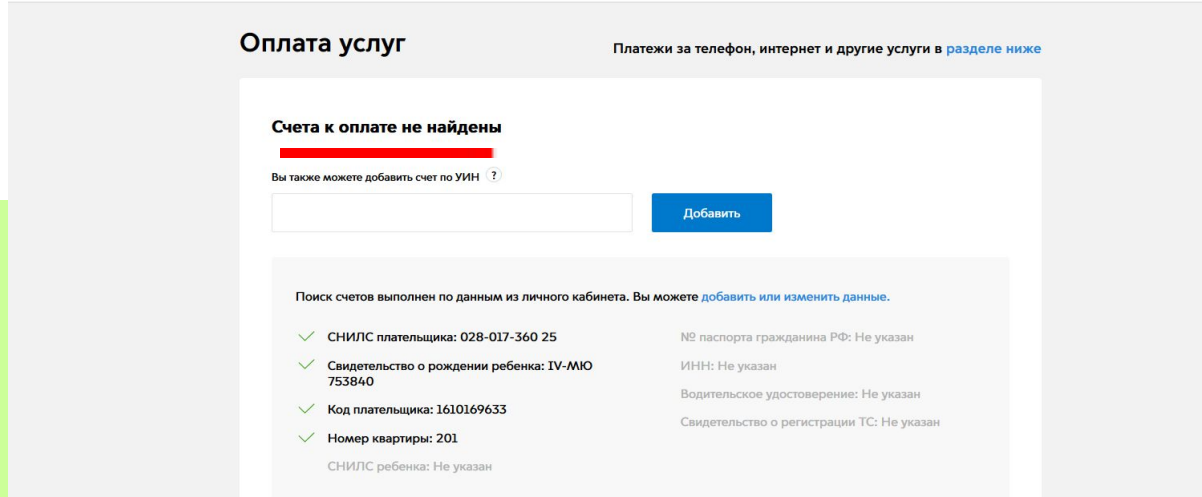 Оплата услуг
Платежи за телефон, интернет и другие услуги в разделе ниже
Счета к оплате не найдены
Вы также можете добавить счет по УИН ?
Добавить
Поиск счетов выполнен по данным из личного кабинета. Вы можете добавить или изменить данные.
СНИЛС плательщика: 028-017-360 25
Свидетельство о рождении ребенка: IV-МЮ
753840
Код плательщика: 1610169633
Номер квартиры: 201
СНИЛС ребенка: Не указан
№ паспорта гражданина РФ: Не указан
ИНН: Не указан
Водительское удостоверение: Не указан
Свидетельство о регистрации ТС: Не указан